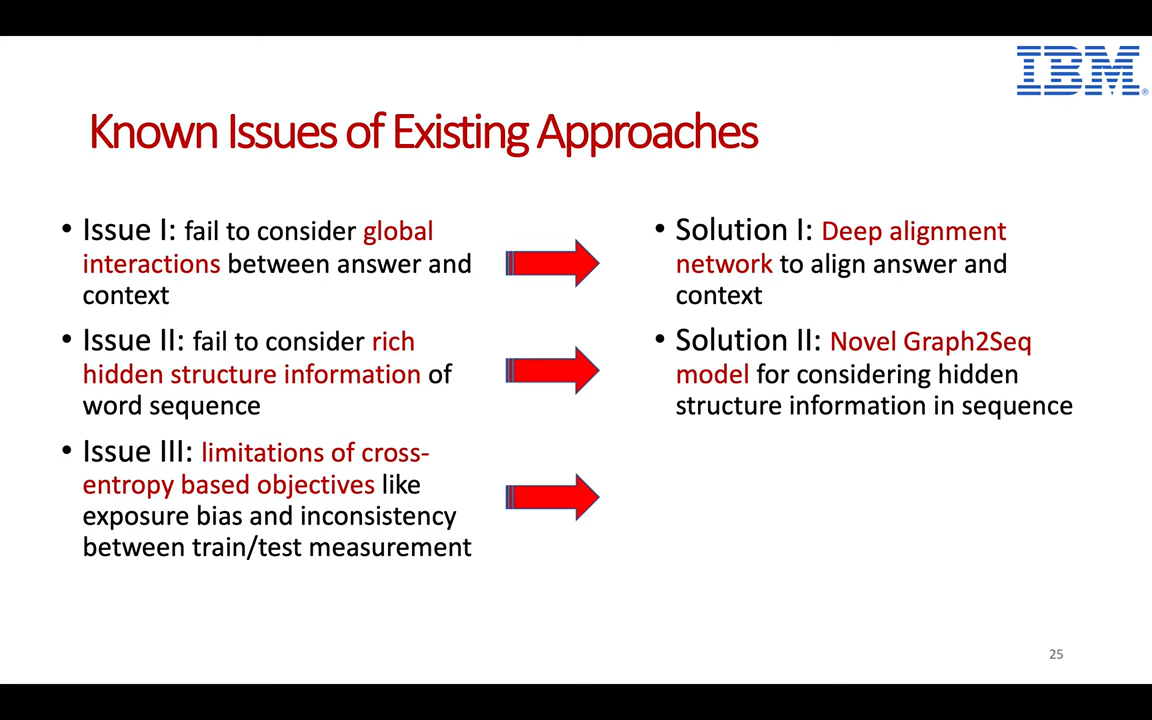 IBM
Known Issues of Existing Approaches
• Issue I: fail to consider global
interactions between answer and
context
• Issue II: fail to consider rich
hidden structure information of
word sequence
• Issue III: limitations of cross-
entropy based objectives like
exposure bias and inconsistency
between train/test measurement
• Solution I: Deep alignment
network to align answer and
context
• Solution II: Novel Graph2Seq
model for considering hidden
structure information in sequence
25